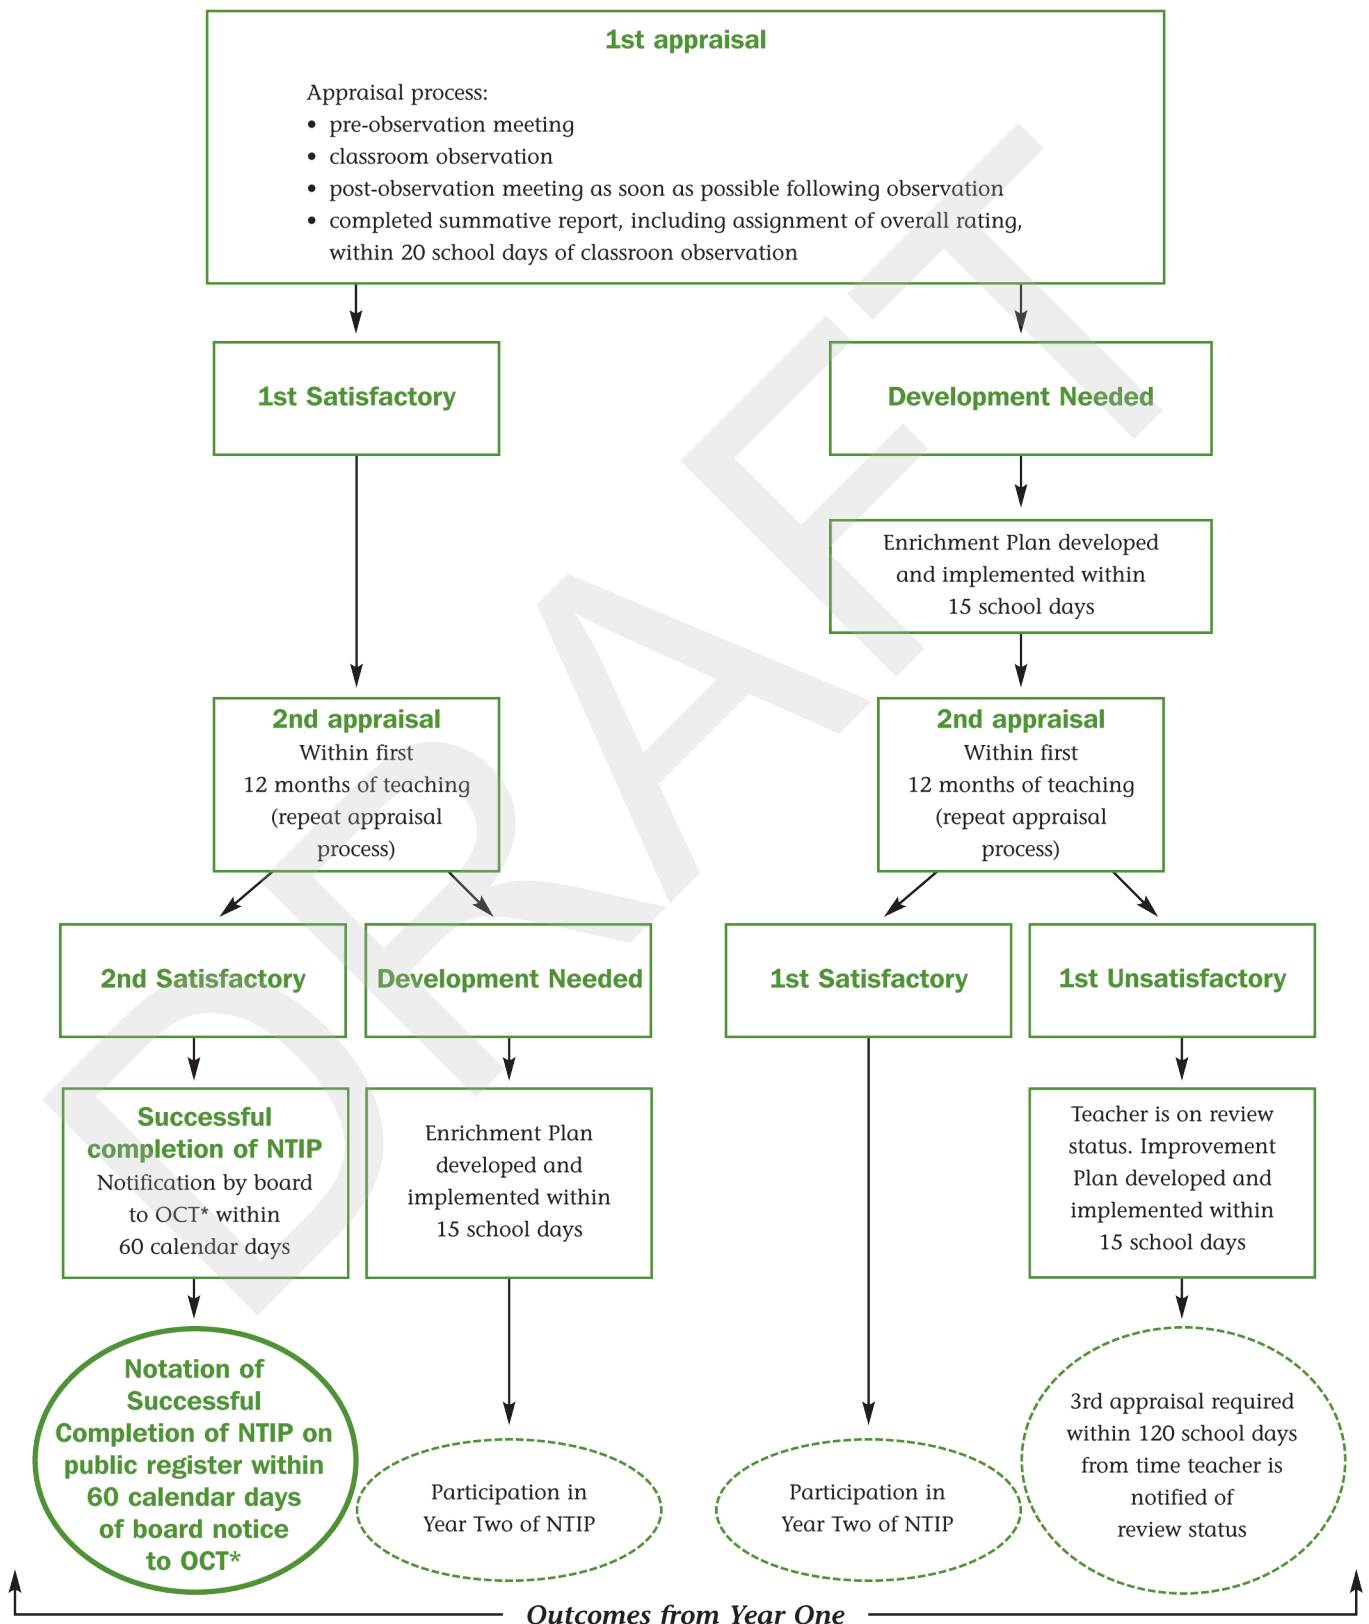 1st appraisal
Appraisal process:
• pre-observation meeting
• classroom observation
• post-observation meeting as soon as possible following observation
• completed summative report, including assignment of overall rating,
within 20 school days of classroon observation
1st Satisfactory
Development Needed
Enrichment Plan developed
and implemented within
15 school days
2nd appraisal
Within first
12 months of teaching
(repeat appraisal
process)
2nd appraisal
Within first
12 months of teaching
(repeat appraisal
process)
2nd Satisfactory
Development Needed
1st Satisfactory
1st Unsatisfactory
Successful
completion of NTIP
Notification by board
to OCT* within
60 calendar days
Enrichment Plan
developed and
implemented within
15 school days
Teacher is on review
status. Improvement
Plan developed and
implemented within
15 school days
Notation of
Successful
Completion of NTIP on
public register within
60 calendar days
of board notice
to OCT*
Participation in
Year Two of NTIP
Participation in
Year Two of NTIP
3rd appraisal required
within 120 school days
from time teacher is
notified of
review status
Outcomes from Year One
DRAFT